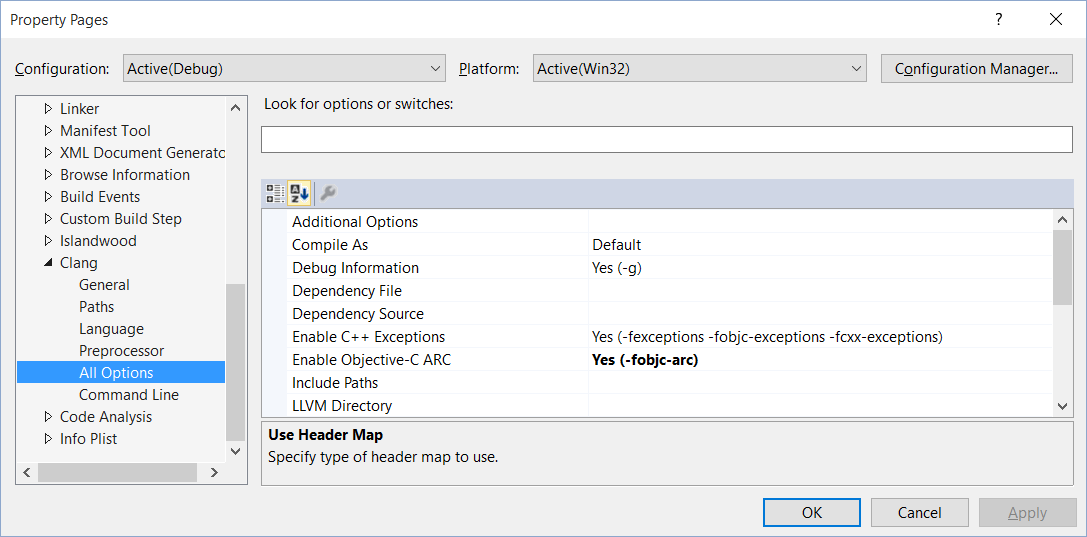 Property Pages
?
Configuration: Active(Debug) Platform: Active(Win32) Configuration Manager...
Linker
Manifest Tool
XML Document Generato
Browse Information
Build Events
Custom Build Step
Islandwood
Clang
General
Paths
Language
Preprocessor
All Options
Command Line
Code Analysis
Info Plist
Look for options or switches:
A
Z
Additional Options
Compile As Default
Debug Information Yes (-g)
Dependency File
Dependency Source
Enable C++ Exceptions Yes (-fexceptions -fobjc-exceptions -fcxx-exceptions)
Enable Objective-C ARC Yes (-fobjc-arc)
Include Paths
LLVM Directory
Use Header Map
Specify type of header map to use.
OK Cancel Apply